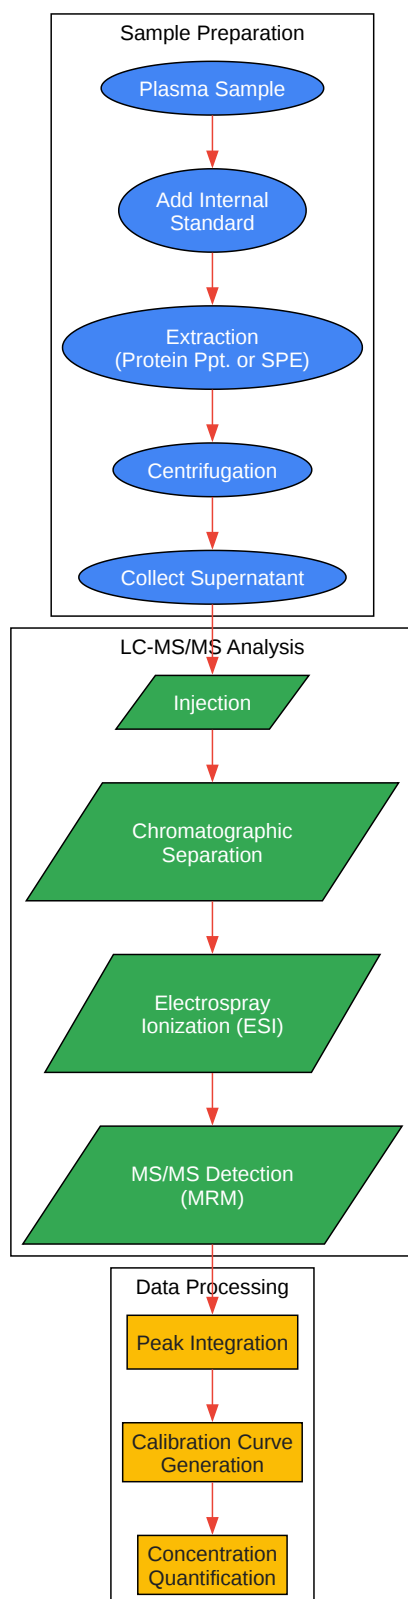 Sample Preparation
Plasma Sample
Add Internal
Standard
Extraction
(Protein Ppt. or SPE)
Centrifugation
Collect Supernatant
LC-MS/MS Analysis
Injection
Chromatographic
Separation
Electrospray
Ionization (ESI)
MS/MS Detection
(MRM)
Data Processing
Peak Integration
Calibration Curve
Generation
Concentration
Quantification